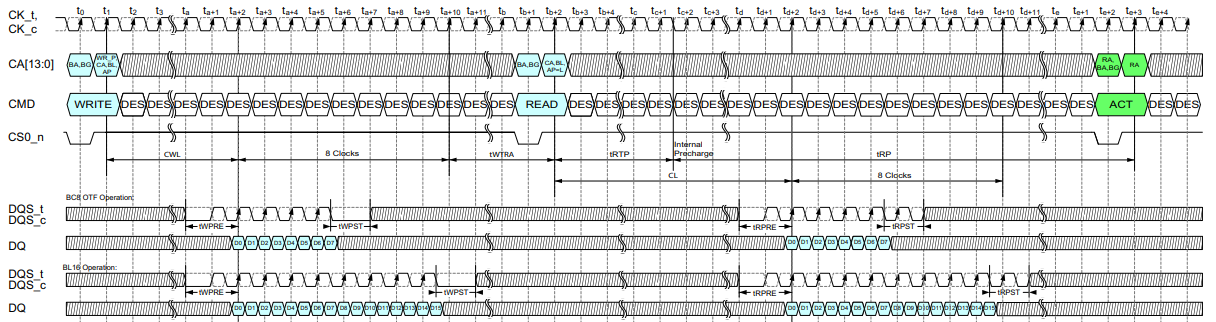 CK_t, t0 t1 t2 t3 ta ta+1 ta+2 ta+3 ta+4 ta+5 ta+6 ta+7 ta+8 ta+9 ta+10 ta+11 tb tb+1 tb+2 tb+3 tb+4 tc tc+1 tc+2 tc+3 td td+1 td+2 td+3 td+4 td+5 td+6 td+7 td+8 td+9 td+10 td+11 te te+1 te+2 te+3 te+4
CK_c
CA[13:0] BA,BG WR_P, CA,BL, AP BA,BG CA,BL, AP=L RA, BA,BG RA
CMD WRITE DES DES DES DES DES DES DES DES DES DES DES DES DES DES DES READ DES DES DES DES DES DES DES DES DES DES DES DES DES DES DES DES DES DES DES DES ACT DES DES
CS0_n
CWL 8 Clocks tWTRA tRTP Internal Precharge tRP
CL 8 Clocks
BC8 OTF Operation:
DQS_t
DQS_c
tWPRE tWPST tRPRE tRPST
DQ D0 D1 D2 D3 D4 D5 D6 D7 D0 D1 D2 D3 D4 D5 D6 D7
BL16 Operation:
DQS_t
DQS_c
tWPRE tWPST tRPRE tRPST
DQ D0 D1 D2 D3 D4 D5 D6 D7 D8 D9 D10 D11 D12 D13 D14 D15 D0 D1 D2 D3 D4 D5 D6 D7 D8 D9 D10 D11 D12 D13 D14 D15